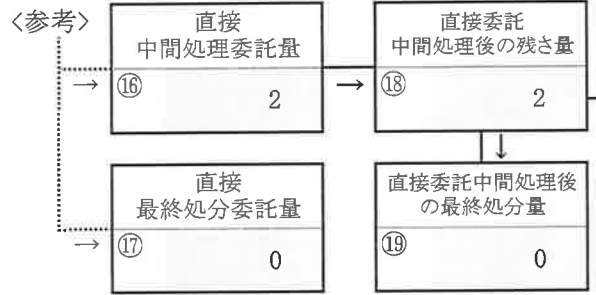 〈参考〉
直接
中間処理委託量
→ ⑯ 2
→
直接委託
中間処理後の残さ量
⑱ 2
↓
直接
最終処分委託量
→ ⑰ 0
直接委託中間処理後
の最終処分量
⑲ 0